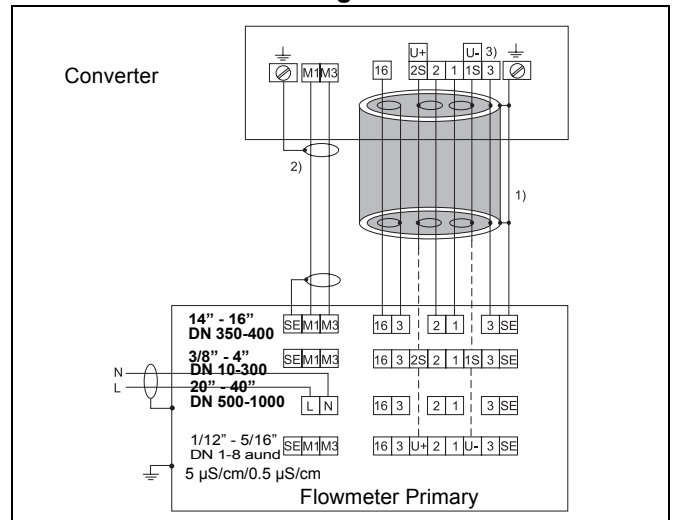 U+ U- 3)
Converter M1 M3 16 2S 2 1 1S 3
2)
1)
14” - 16” SE M1 M3 16 3 2 1 3 SE
DN 350-400
3/8” - 4” SE M1 M3 16 3 2S 2 1 1S 3 SE
DN 10-300
N
L
20” - 40”
DN 500-1000 L N 16 3 2 1 3 SE
1/12” - 5/16” SE M1 M3 16 3 U+ 2 1 U- 3 SE
DN 1-8 aund
5 µS/cm/0.5 µS/cm
Flowmeter Primary